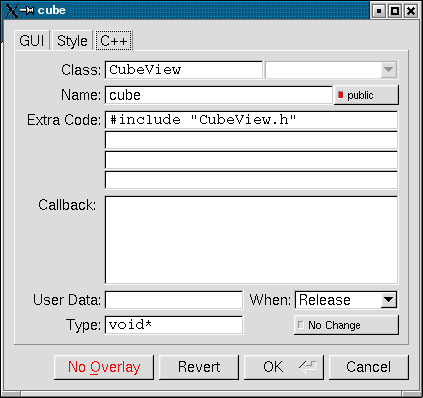 cube
GUI Style C++
Class: CubeView
Name: cube public
Extra Code: #include "CubeView.h"
Callback:
User Data: When: Release
Type: void* No Change
No Overlay Revert OK Cancel